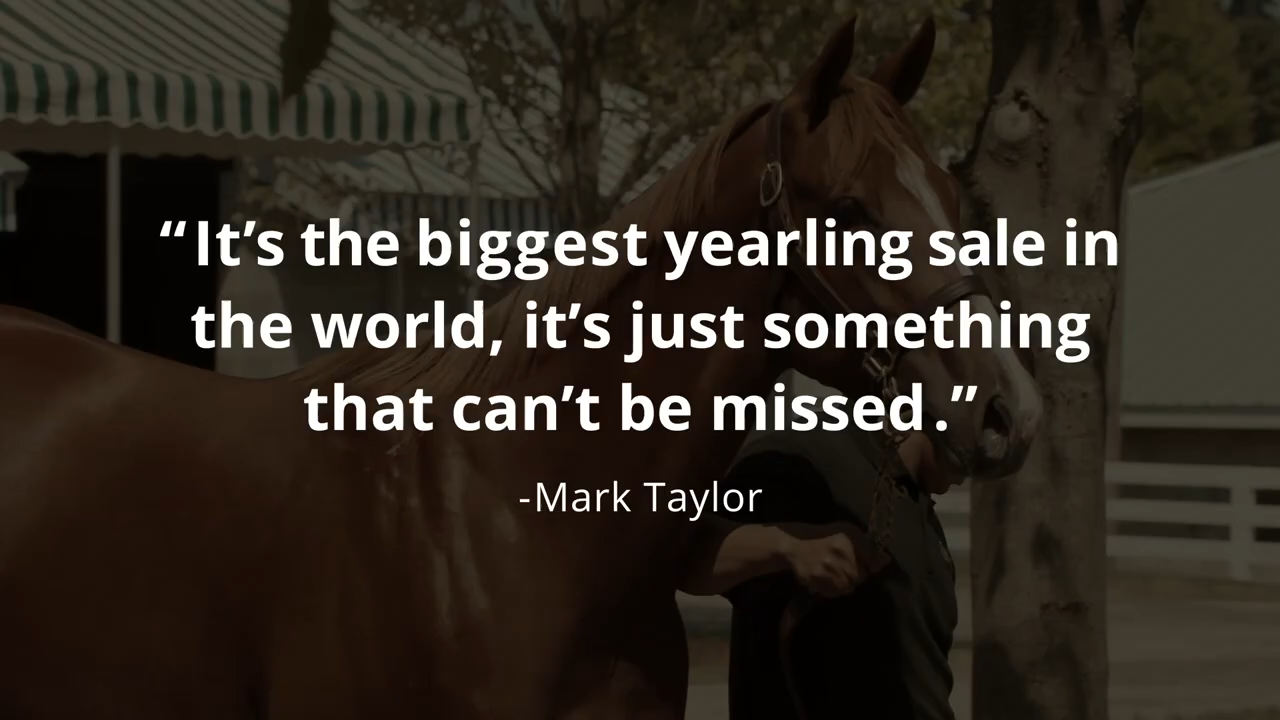 “It’s the biggest yearling sale in
the world, it’s just something
that can’t be missed.”
-Mark Taylor